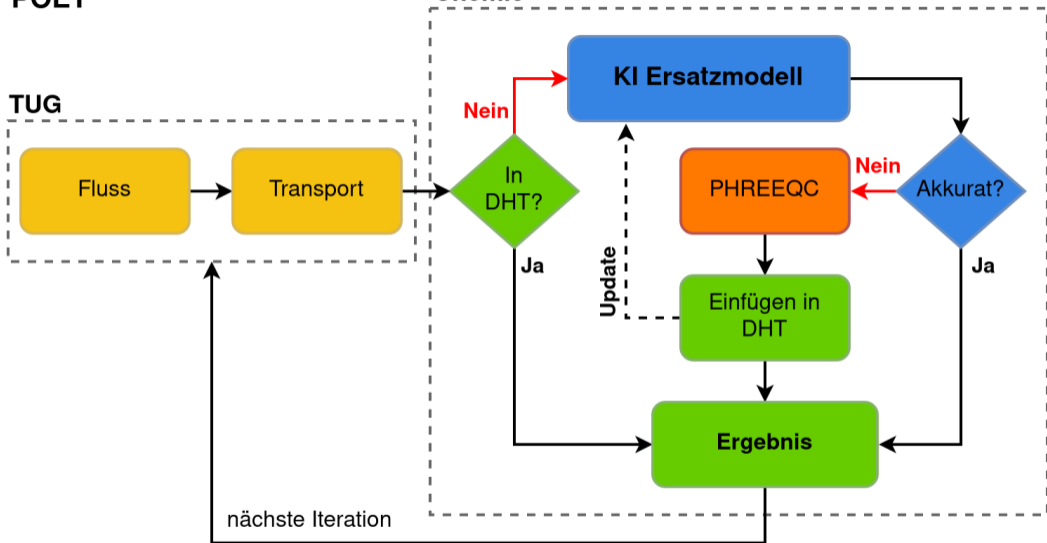 TUG
Fluss
Transport
In
DHT?
Nein
Ja
KI Ersatzmodell
Akkurat?
Nein
Ja
PHREEQC
Einfügen in
DHT
Update
Ergebnis
nächste Iteration